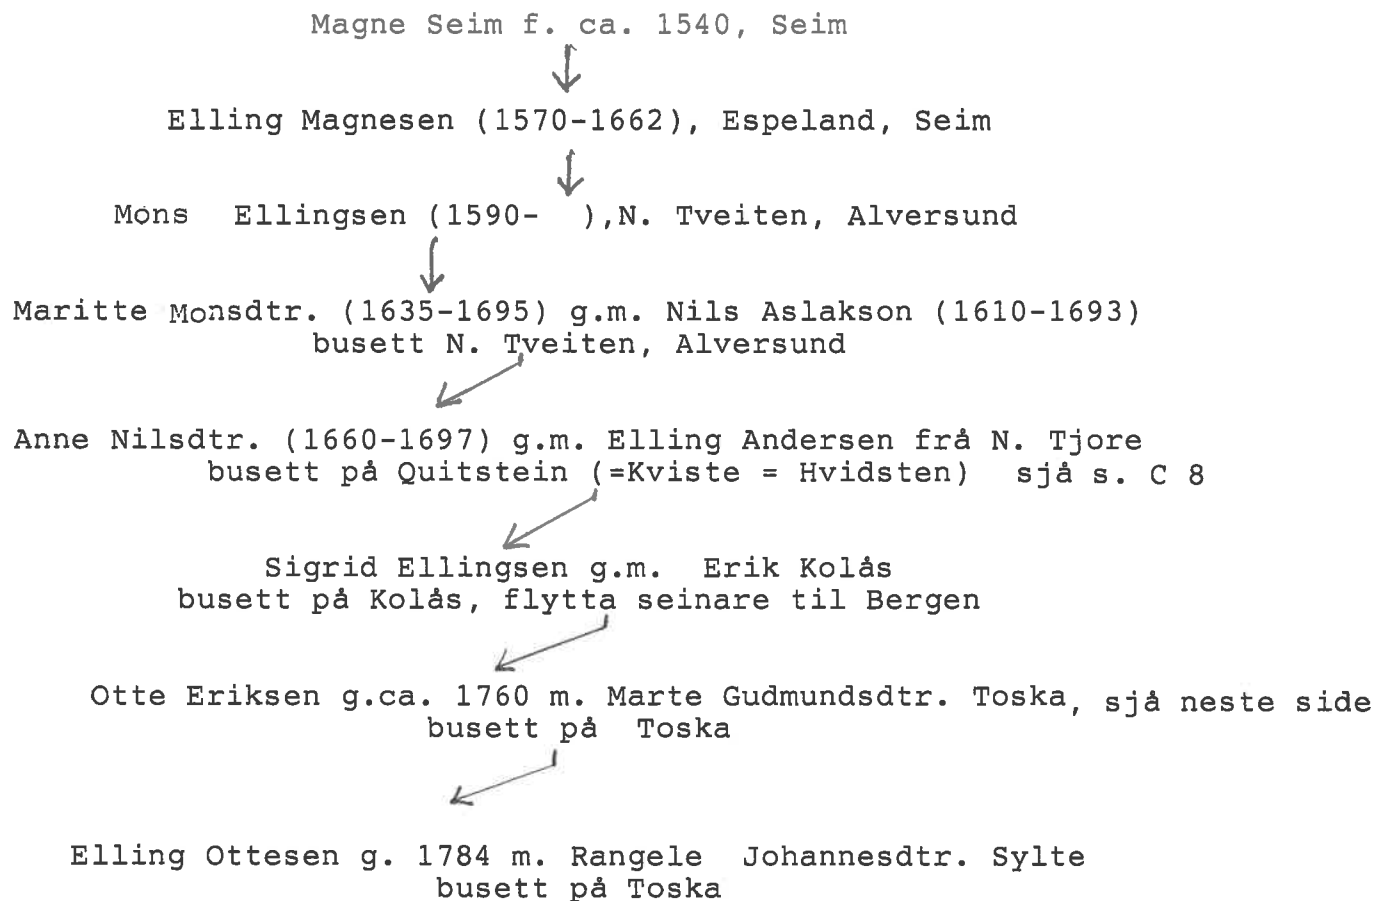 Magne Seim f. ca. 1540, Seim
Elling Magnesen (1570-1662), Espeland, Seim
Mons Ellingsen (1590-  ),N. Tveiten, Alversund
Maritte Monsdtr. (1635-1695) g.m. Nils Aslakson (1610-1693)
busett N. Tveiten, Alversund
Anne Nilsdtr. (1660-1697) g.m. Elling Andersen frå N. Tjore
busett på Quitstein (=Kviste = Hvidsten) sjå s. C 8
Sigrid Ellingsen g.m. Erik Kolås
busett på Kolås, flytta seinare til Bergen
Otte Eriksen g.ca. 1760 m. Marte Gudmundsdtr. Toska, sjå neste side
busett på Toska
Elling Ottesen g. 1784 m. Rangele Johannesdtr. Sylte
busett på Toska